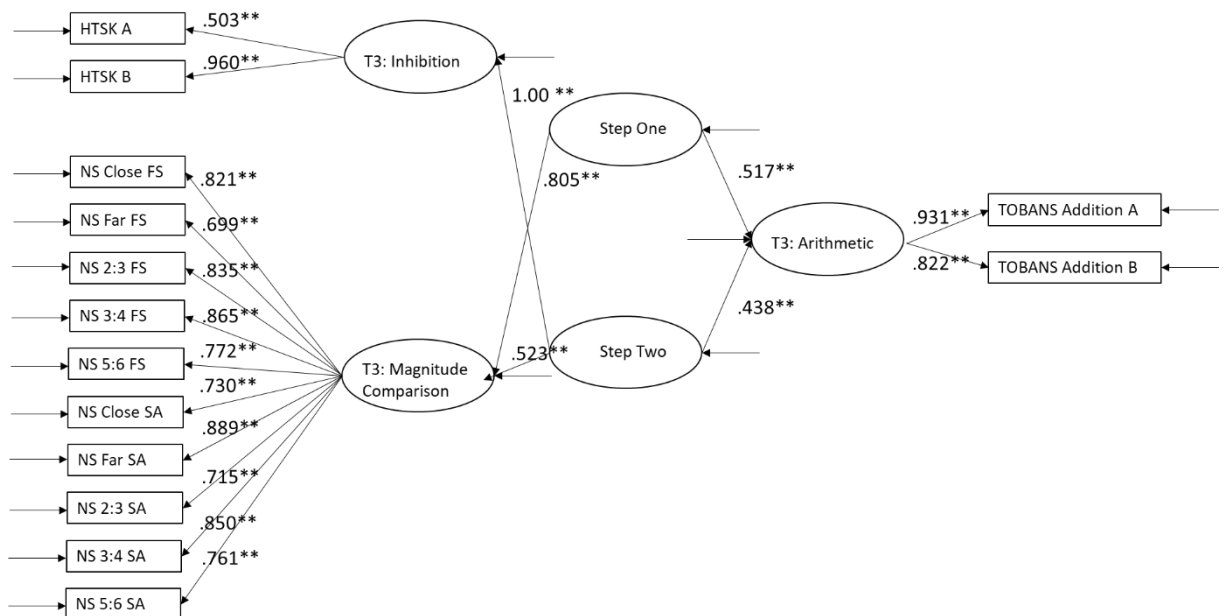 HTSK A
.503**
HTSK B
.960**
T3: Inhibition
1.00 **
Step One
.805**
.517**
NS Close FS
.821**
NS Far FS
.699**
NS 2:3 FS
.835**
NS 3:4 FS
.865**
NS 5:6 FS
.772**
NS Close SA
.730**
NS Far SA
.889**
NS 2:3 SA
.715**
NS 3:4 SA
.850**
NS 5:6 SA
.761**
T3: Magnitude
Comparison
.523**
Step Two
.438**
T3: Arithmetic
.931**
TOBANS Addition A
.822**
TOBANS Addition B